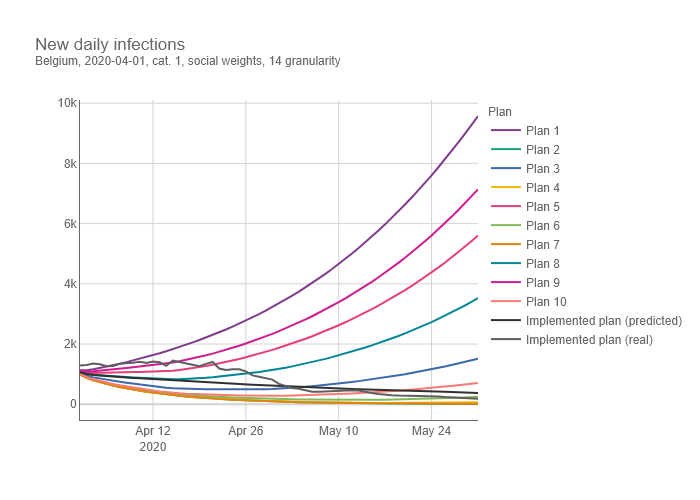 New daily infections
Belgium, 2020-04-01, cat. 1, social weights, 14 granularity
10k
8k
6k
4k
2k
0
Apr 12
2020
Apr 26
May 10
May 24
Plan
Plan 1
Plan 2
Plan 3
Plan 4
Plan 5
Plan 6
Plan 7
Plan 8
Plan 9
Plan 10
Implemented plan (predicted)
Implemented plan (real)